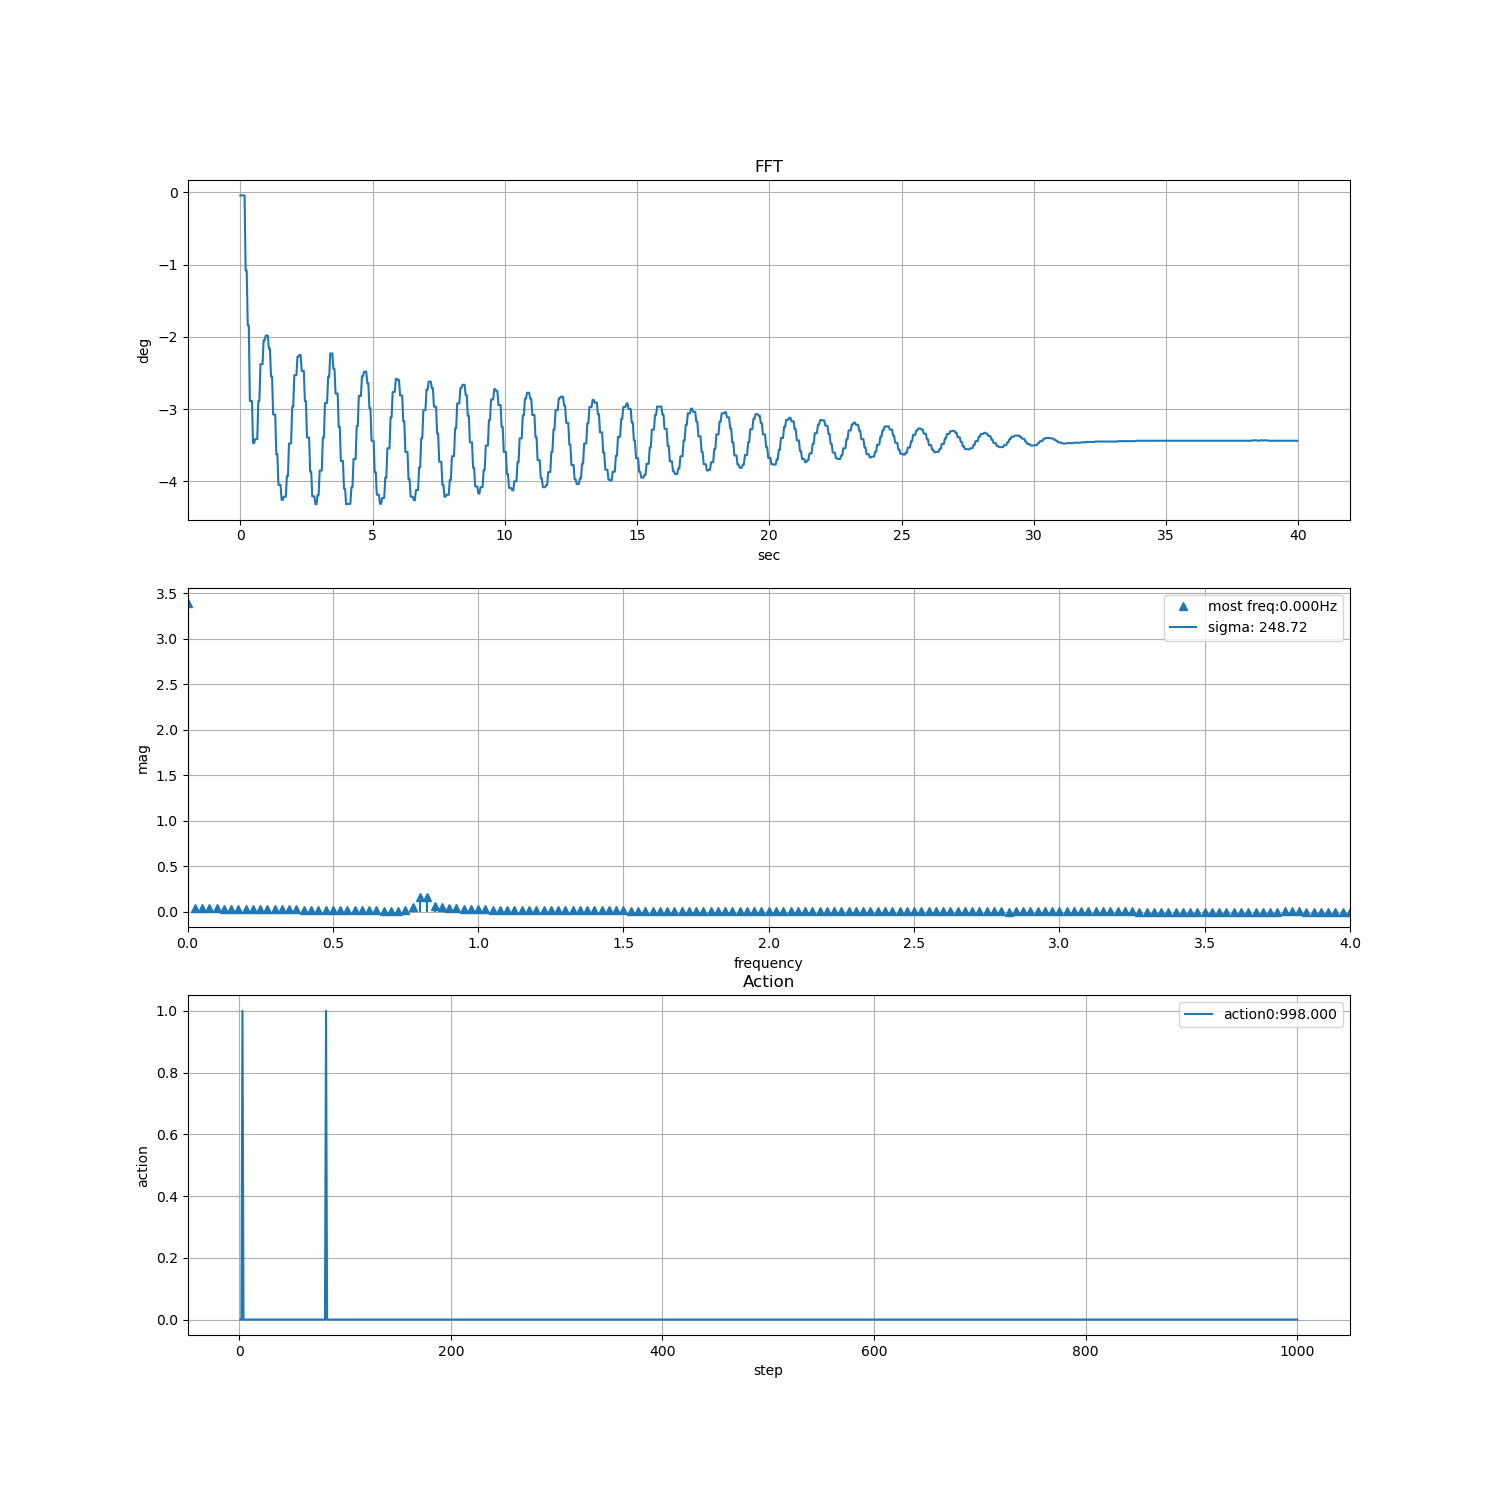 FFT
0
−1
−2
−3
−4
deg
0 5 10 15 20 25 30 35 40
sec
3.5
3.0
2.5
2.0
1.5
1.0
0.5
0.0
mag
most freq:0.000Hz
sigma: 248.72
0.0 0.5 1.0 1.5 2.0 2.5 3.0 3.5 4.0
frequency
Action
1.0
0.8
0.6
0.4
0.2
0.0
action
action0:998.000
0 200 400 600 800 1000
step